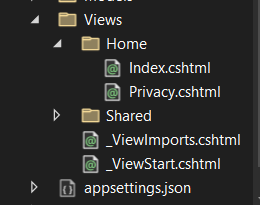 Views
Home
Index.cshtml
Privacy.cshtml
Shared
_ViewImports.cshtml
_ViewStart.cshtml
appsettings.json